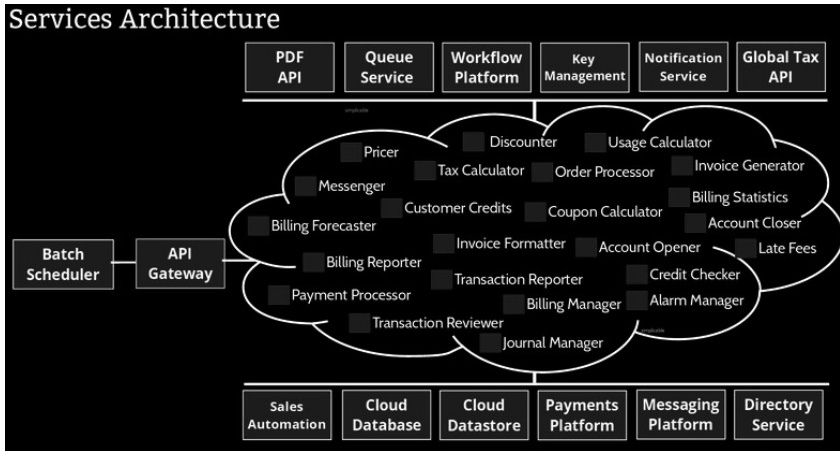 Services Architecture
PDF
API
Queue
Service
Workflow
Platform
Key
Management
Notification
Service
Global Tax
API
simplicable
Discounter
Usage Calculator
Pricer
Tax Calculator
Order Processor
Invoice Generator
Messenger
Billing Statistics
Customer Credits
Coupon Calculator
Billing Forecaster
Account Closer
Invoice Formatter
Account Opener
Late Fees
Batch
Scheduler
API
Gateway
Billing Reporter
Transaction Reporter
Credit Checker
Payment Processor
Billing Manager
Alarm Manager
Transaction Reviewer
simplicable
Journal Manager
Sales
Automation
Cloud
Database
Cloud
Datastore
Payments
Platform
Messaging
Platform
Directory
Service